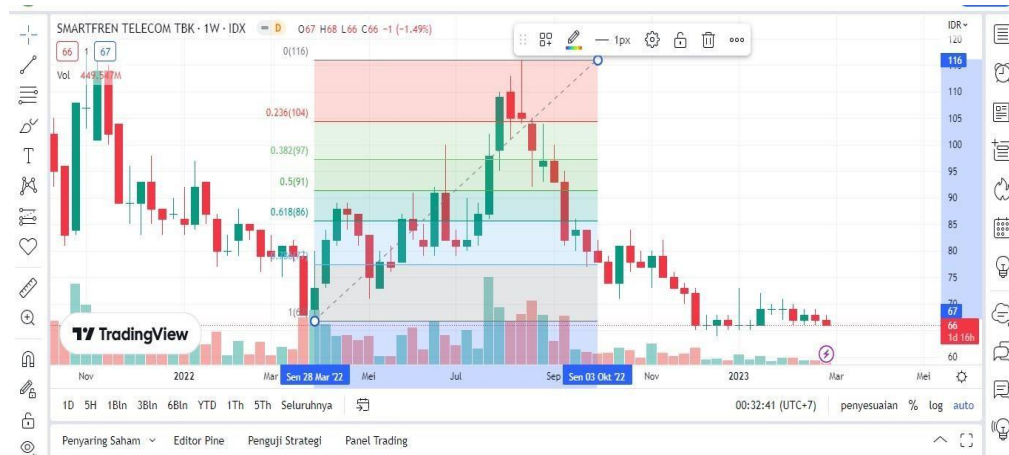 SMARTFREN TELECOM TBK · 1W · IDX D O67 H68 L66 C66 −1 (−1.49%)
66 1 67
Vol 449.547M
1px
IDR
120
116
110
105
100
95
90
85
80
75
70
67
66
1d 16h
60
0(116)
0.236(104)
0.382(97)
0.5(91)
0.618(86)
TradingView
Nov 2022 Mar Sen 28 Mar '22 Mei Jul Sep Sen 03 Okt '22 Nov 2023 Mar Mei
1D 5H 1Bln 3Bln 6Bln YTD 1Th 5Th Seluruhnya 00:32:41 (UTC+7) penyesuaian % log auto
Penyaring Saham Editor Pine Penguji Strategi Panel Trading